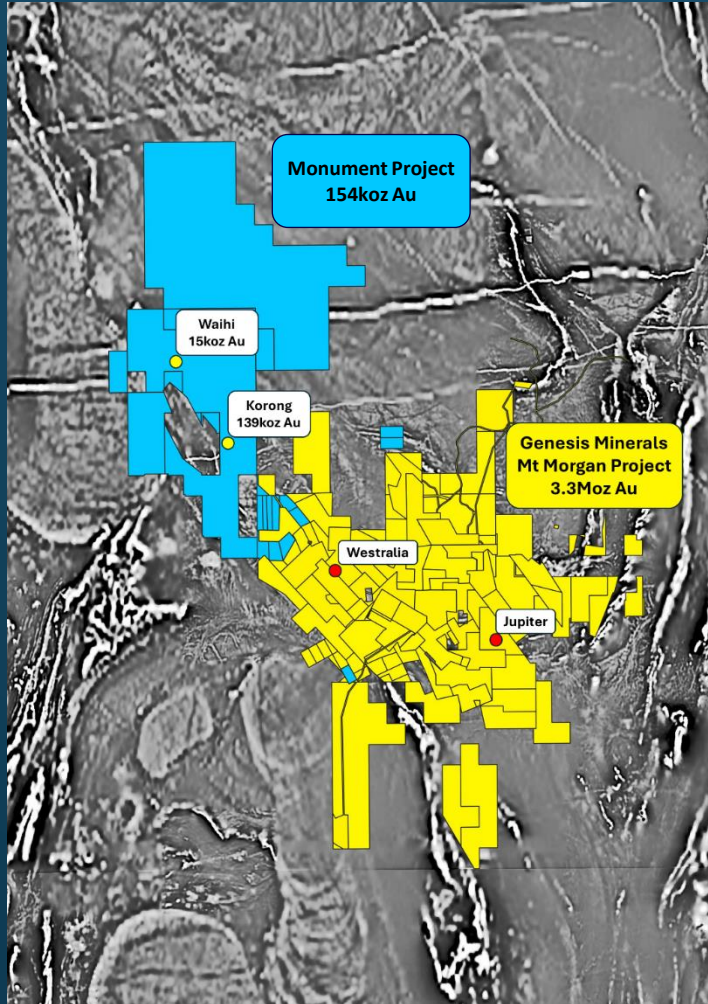 Monument Project
154koz Au
Waihi
15koz Au
Korong
139koz Au
Genesis Minerals
Mt Morgan Project
3.3Moz Au
Westralia
Jupiter